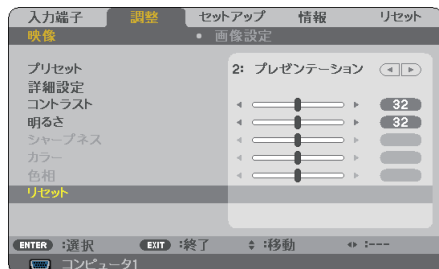 入力端子 調整 セットアップ 情報 リセット
映像 • 画像設定
プリセット 2: プレゼンテーション
詳細設定
コントラスト 32
明るさ 32
シャープネス
カラー
色相
リセット
ENTER :選択 EXIT :終了 :移動 :---
コンピュータ1